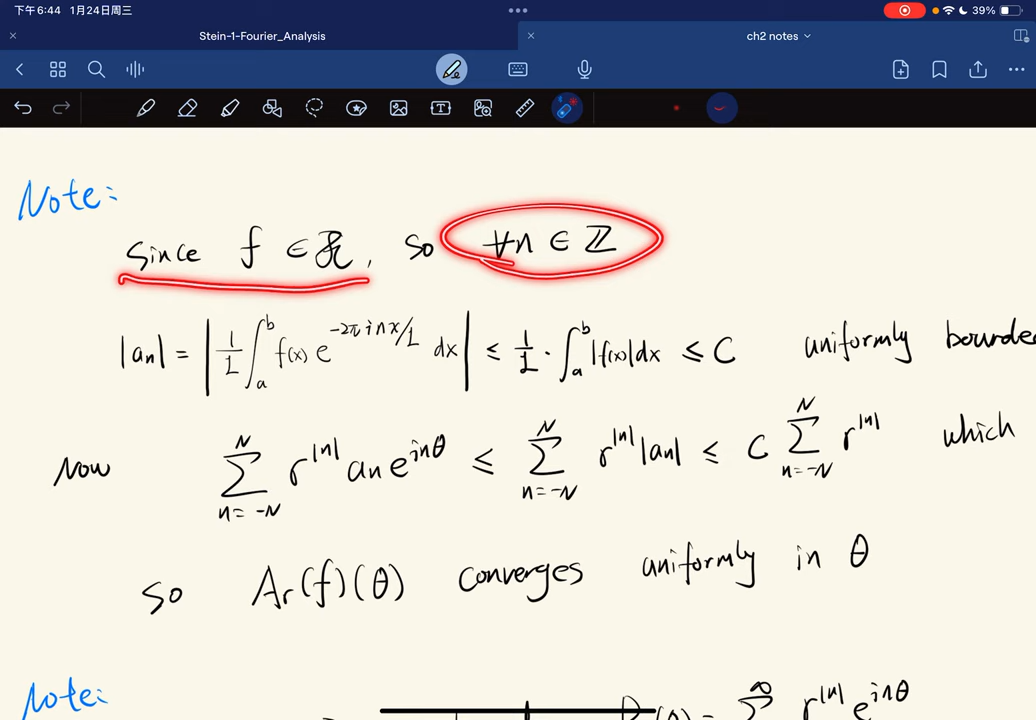 下午6:44 1月24日周三
39%
Stein-1-Fourier_Analysis
ch2 notes
Note:
Since f ∈ ℛ, so ∀n ∈ ℤ
|an| = |1/L ∫_a^b f(x) e^{-2πinx/L} dx| ≤ 1/L · ∫_a^b |f(x)|dx ≤ C uniformly bounde
Now ∑_{n=-N}^{N} r^{|n|} an e^{inθ} ≤ ∑_{n=-N}^{N} r^{|n|} |an| ≤ C ∑_{n=-N}^{N} r^{|n|} which
So Ar(f)(θ) converges uniformly in θ
Note:
∞ r^{|n|} e^{inθ}